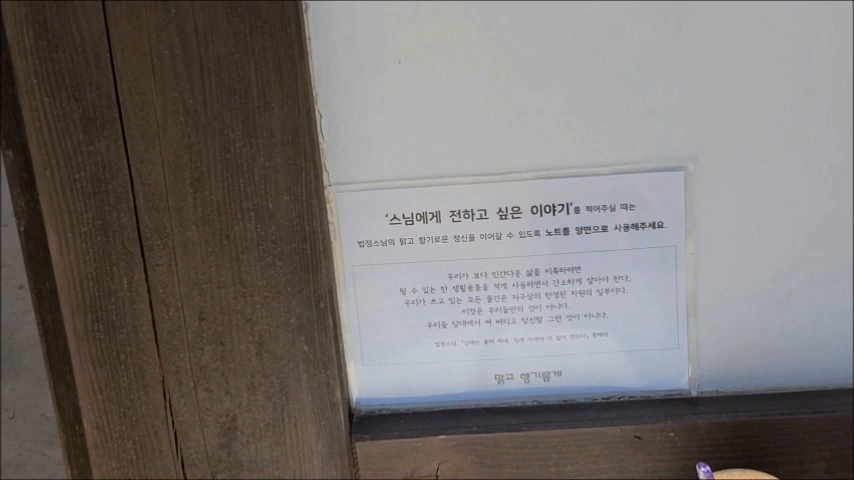 '스님에게 전하고 싶은 이야기'를 적어주실 때는
법정스님의 맑고 향기로운 정신을 이어갈 수 있도록 노트를 양면으로 사용해주세요.
우리가 보다 인간다운 삶을 이룩하려면
될 수 있는 한 생활용품을 적게 사용하면서 간소하게 살아야 한다.
우리가 쓰고 있는 모든 물건은 지구상의 한정된 자원의 일부이다.
이것은 우리들만의 것이 아니다.
우리들 당대에서 써 버리고 탕진할 그런 것이 아니다.
법정스님,
맑고 향기롭게